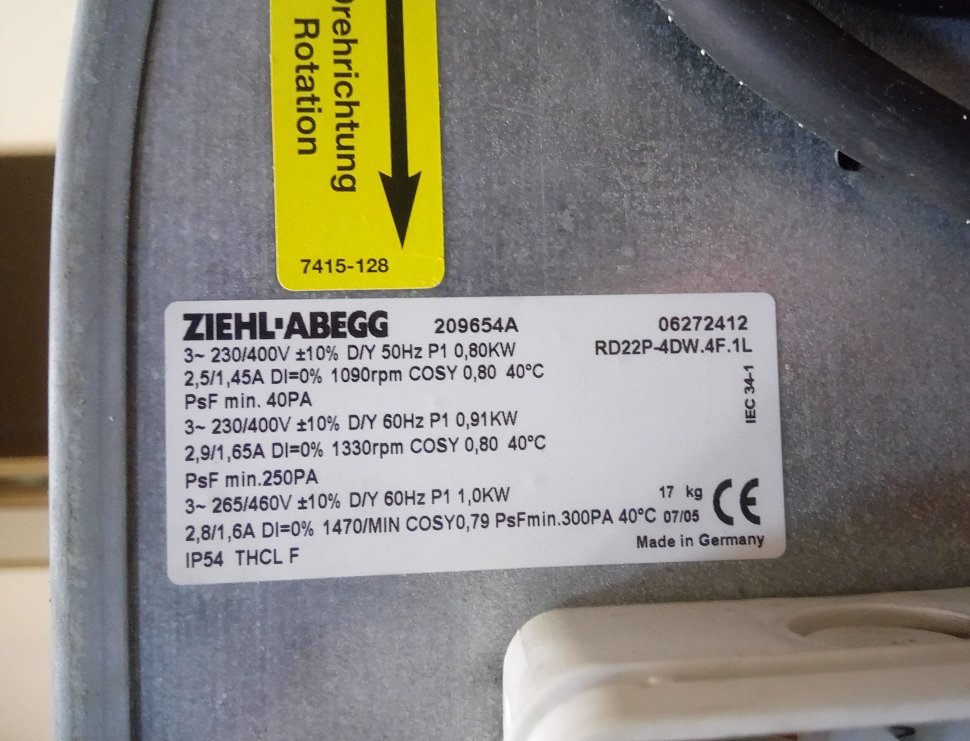 Drehrichtung
Rotation
7415-128
ZIEHL-ABEGG 209654A 06272412
3~ 230/400V ±10% D/Y 50Hz P1 0,80KW RD22P-4DW.4F.1L
2,5/1,45A DI=0% 1090rpm COSY 0,80 40°C
PsF min. 40PA
IEC 34-1
3~ 230/400V ±10% D/Y 60Hz P1 0,91KW
2,9/1,65A DI=0% 1330rpm COSY 0,80 40°C
PsF min.250PA
3~ 265/460V ±10% D/Y 60Hz P1 1,0KW 17 kg CE
2,8/1,6A DI=0% 1470/MIN COSY0,79 PsFmin.300PA 40°C 07/05
IP54 THCL F Made in Germany